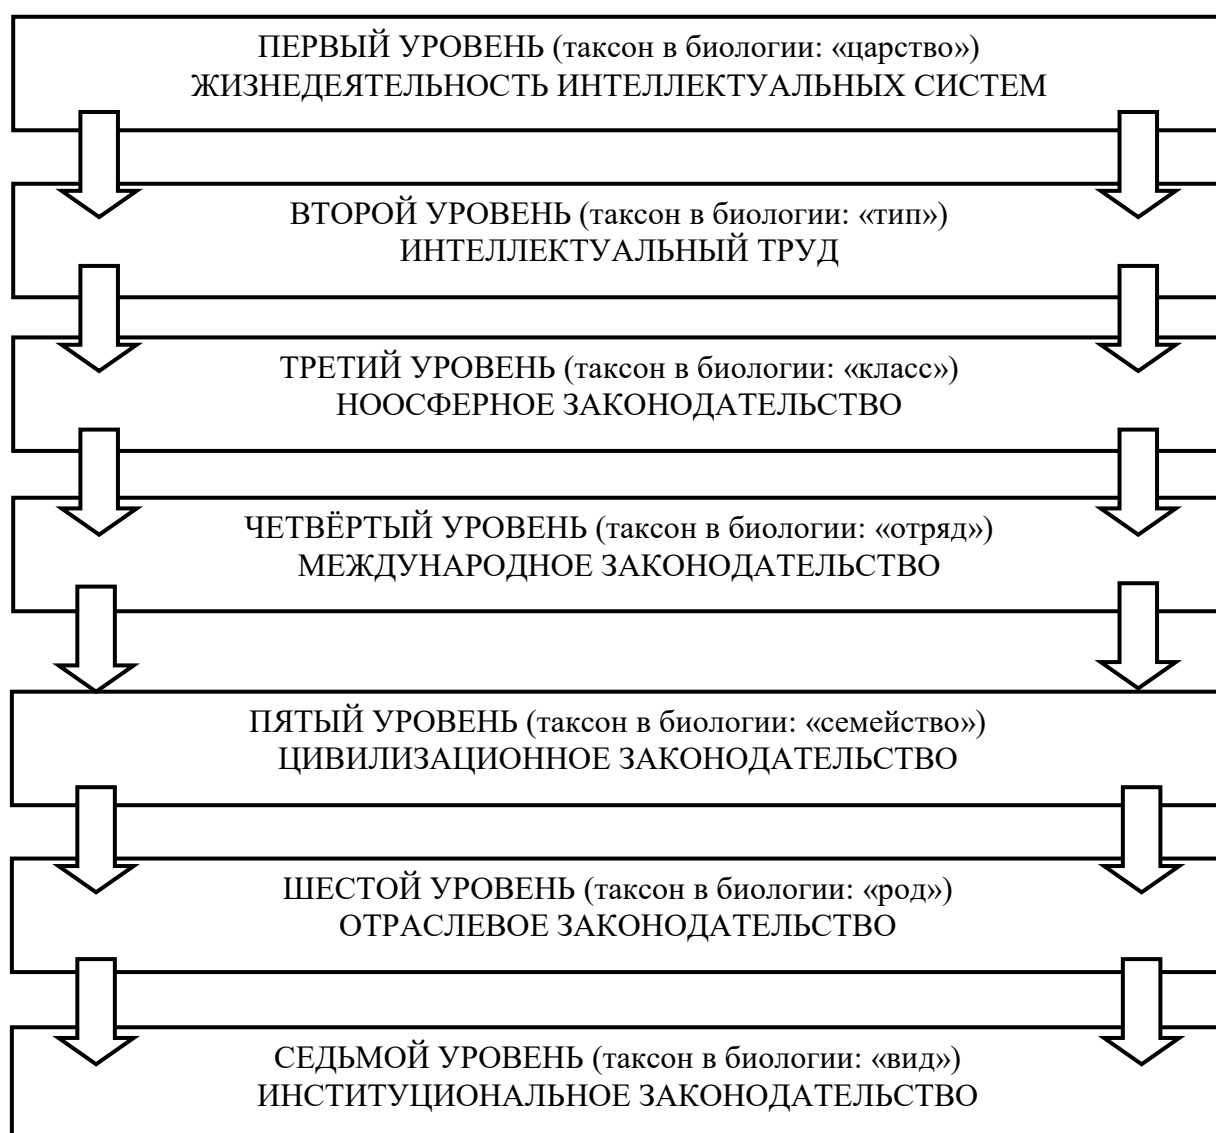 ПЕРВЫЙ УРОВЕНЬ (таксон в биологии: «царство»)
ЖИЗНЕДЕЯТЕЛЬНОСТЬ ИНТЕЛЛЕКТУАЛЬНЫХ СИСТЕМ
ВТОРОЙ УРОВЕНЬ (таксон в биологии: «тип»)
ИНТЕЛЛЕКТУАЛЬНЫЙ ТРУД
ТРЕТИЙ УРОВЕНЬ (таксон в биологии: «класс»)
НООСФЕРНОЕ ЗАКОНОДАТЕЛЬСТВО
ЧЕТВЁРТЫЙ УРОВЕНЬ (таксон в биологии: «отряд»)
МЕЖДУНАРОДНОЕ ЗАКОНОДАТЕЛЬСТВО
ПЯТЫЙ УРОВЕНЬ (таксон в биологии: «семейство»)
ЦИВИЛИЗАЦИОННОЕ ЗАКОНОДАТЕЛЬСТВО
ШЕСТОЙ УРОВЕНЬ (таксон в биологии: «род»)
ОТРАСЛЕВОЕ ЗАКОНОДАТЕЛЬСТВО
СЕДЬМОЙ УРОВЕНЬ (таксон в биологии: «вид»)
ИНСТИТУЦИОНАЛЬНОЕ ЗАКОНОДАТЕЛЬСТВО